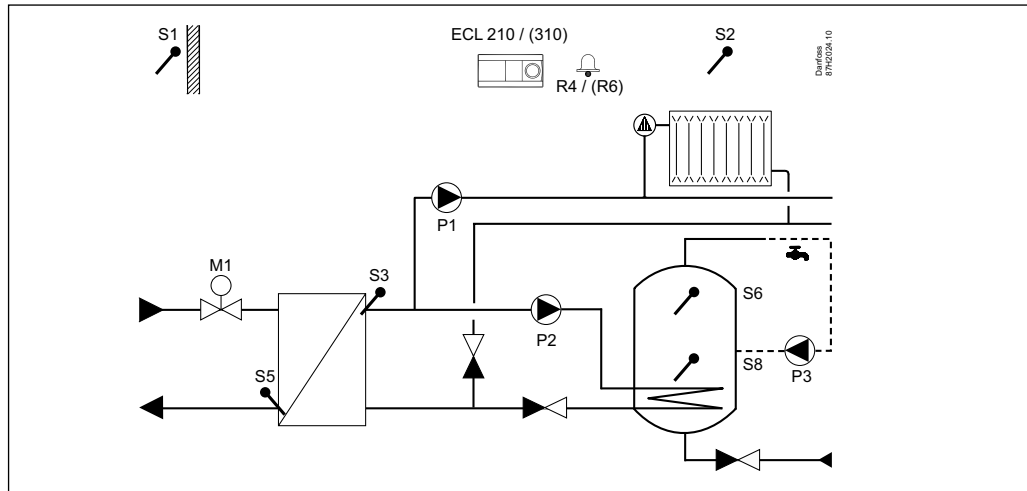 S1
ECL 210 / (310)
S2
Danfoss
87H2024.10
R4 / (R6)
P1
M1
S3
S6
P2
S8
P3
S5